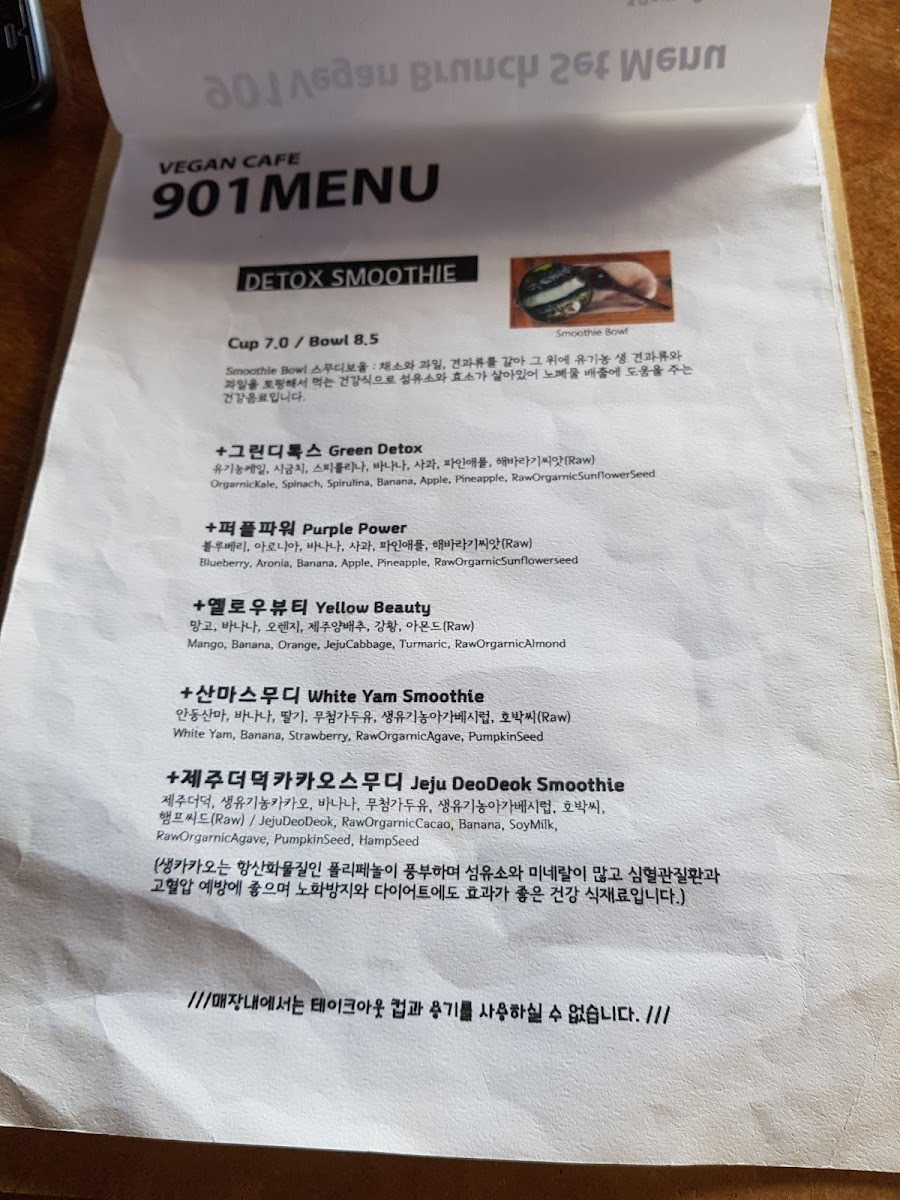 901 Vegan Brunch Set Menu
VEGAN CAFE
901MENU
DETOX SMOOTHIE
Smoothie Bowl
Cup 7.0 / Bowl 8.5
Smoothie Bowl 스무디보울 : 채소와 과일, 견과류를 갈아 그 위에 유기농 생 견과류와
과일을 토핑해서 먹는 건강식으로 섬유소와 효소가 살아있어 노폐물 배출에 도움을 주는
건강음료입니다.
+그린디톡스 Green Detox
유기농케일, 시금치, 스피룰리나, 바나나, 사과, 파인애플, 해바라기씨앗(Raw)
OrgarnicKale, Spinach, Spirulina, Banana, Apple, Pineapple, RawOrgarnicSunflowerSeed
+퍼플파워 Purple Power
블루베리, 아로니아, 바나나, 사과, 파인애플, 해바라기씨앗(Raw)
Blueberry, Aronia, Banana, Apple, Pineapple, RawOrgarnicSunflowerseed
+옐로우뷰티 Yellow Beauty
망고, 바나나, 오렌지, 제주양배추, 강황, 아몬드(Raw)
Mango, Banana, Orange, JejuCabbage, Turmaric, RawOrgarnicAlmond
+산마스무디 White Yam Smoothie
안동산마, 바나나, 딸기, 무첨가두유, 생유기농아가베시럽, 호박씨(Raw)
White Yam, Banana, Strawberry, RawOrgarnicAgave, PumpkinSeed
+제주더덕카카오스무디 Jeju DeoDeok Smoothie
제주더덕, 생유기농카카오, 바나나, 무첨가두유, 생유기농아가베시럽, 호박씨,
햄프씨드(Raw) / JejuDeoDeok, RawOrgarnicCacao, Banana, SoyMilk,
RawOrgarnicAgave, PumpkinSeed, HampSeed
(생카카오는 항산화물질인 폴리페놀이 풍부하며 섬유소와 미네랄이 많고 심혈관질환과
고혈압 예방에 좋으며 노화방지와 다이어트에도 효과가 좋은 건강 식재료입니다.)
///매장내에서는 테이크아웃 컵과 용기를 사용하실 수 없습니다. ///